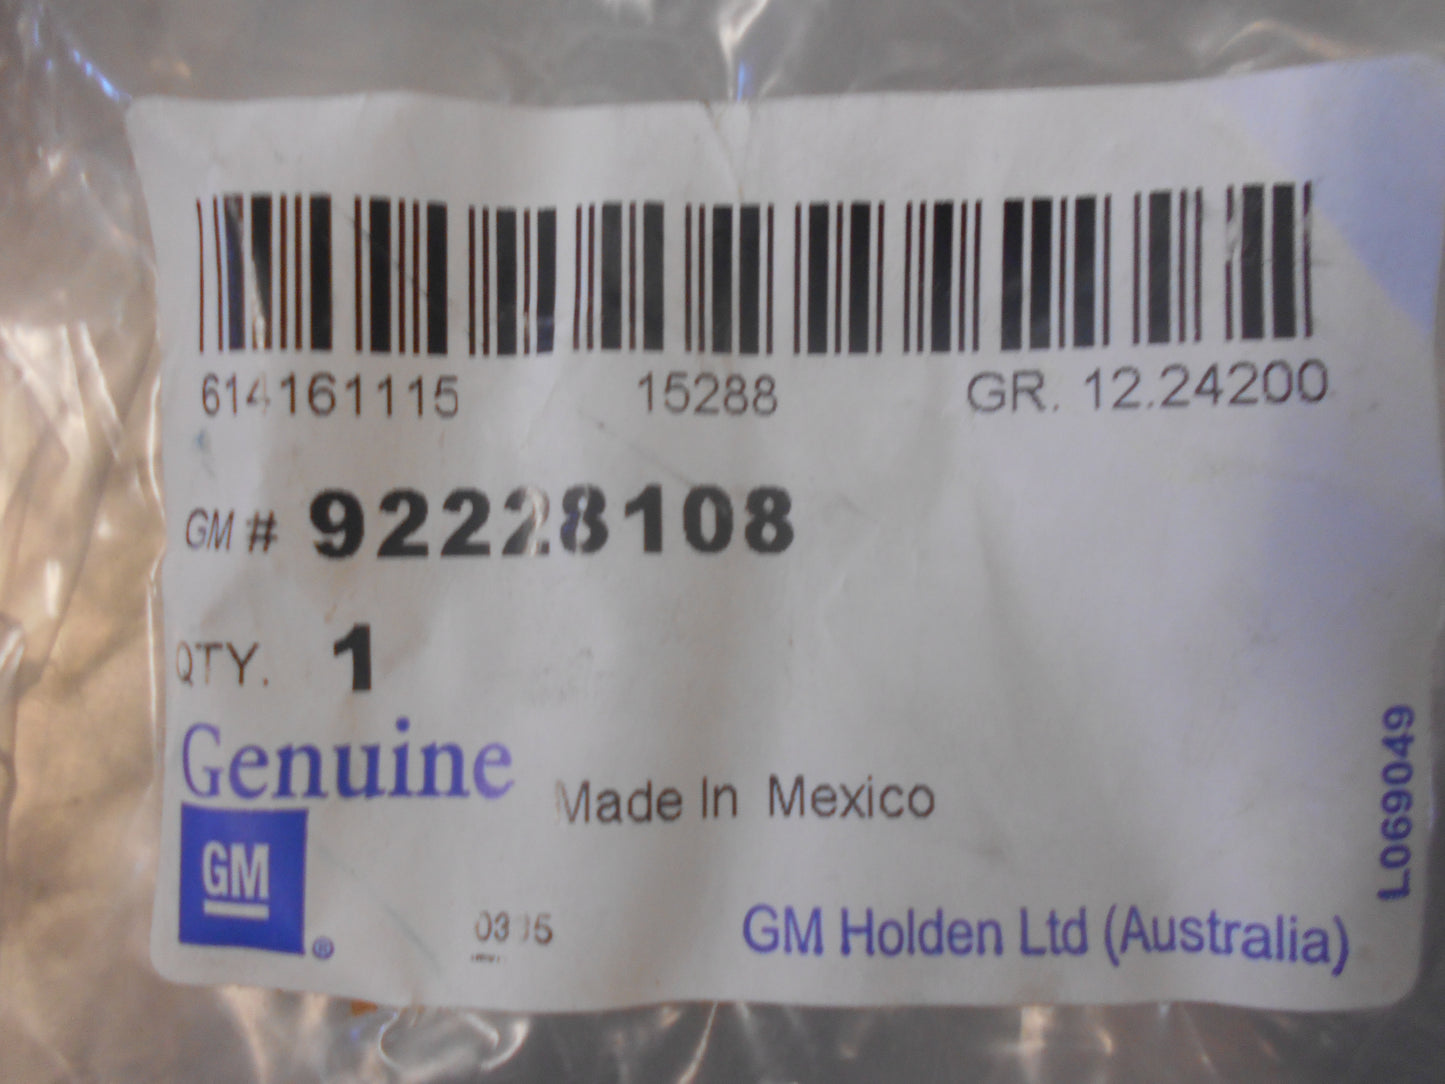 614161115 15288 GR. 12.24200
GM # 92228108
QTY. 1
Genuine
Made In Mexico
GM
®
GM Holden Ltd (Australia)
L069049